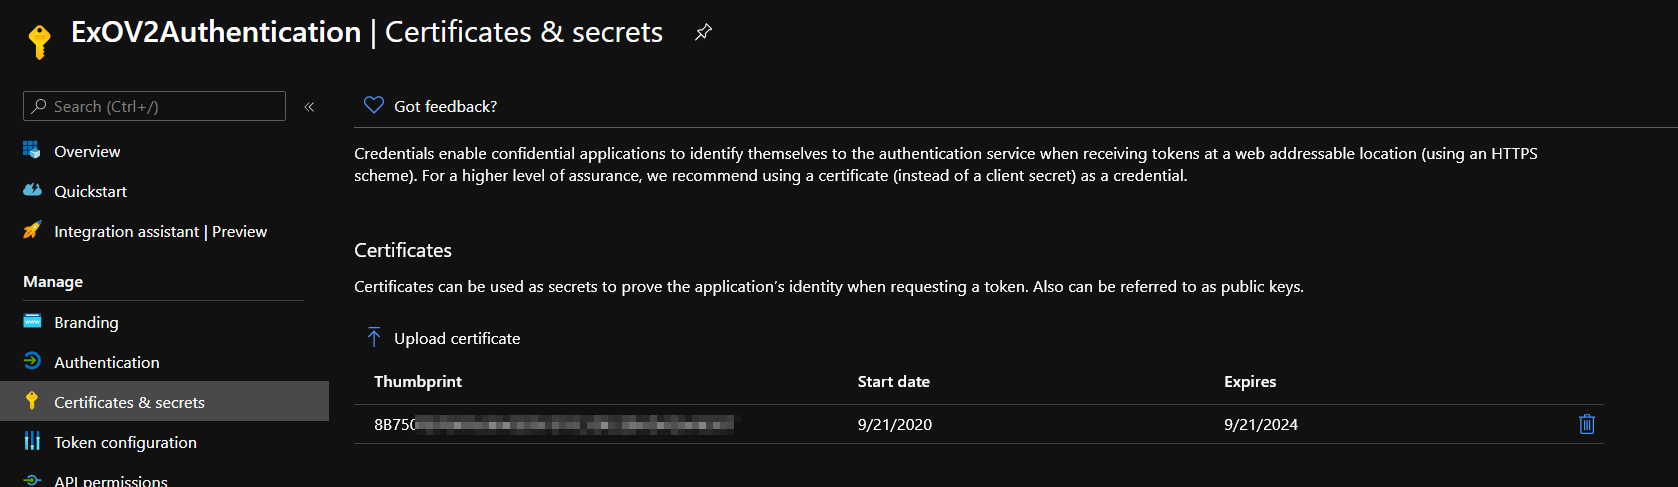 ExOV2Authentication | Certificates & secrets
Search (Ctrl+/)
«
Overview
Quickstart
Integration assistant | Preview
Manage
Branding
Authentication
Certificates & secrets
Token configuration
API permissions
Got feedback?
Credentials enable confidential applications to identify themselves to the authentication service when receiving tokens at a web addressable location (using an HTTPS
scheme). For a higher level of assurance, we recommend using a certificate (instead of a client secret) as a credential.
Certificates
Certificates can be used as secrets to prove the application’s identity when requesting a token. Also can be referred to as public keys.
Upload certificate
Thumbprint Start date Expires
8B750 9/21/2020 9/21/2024